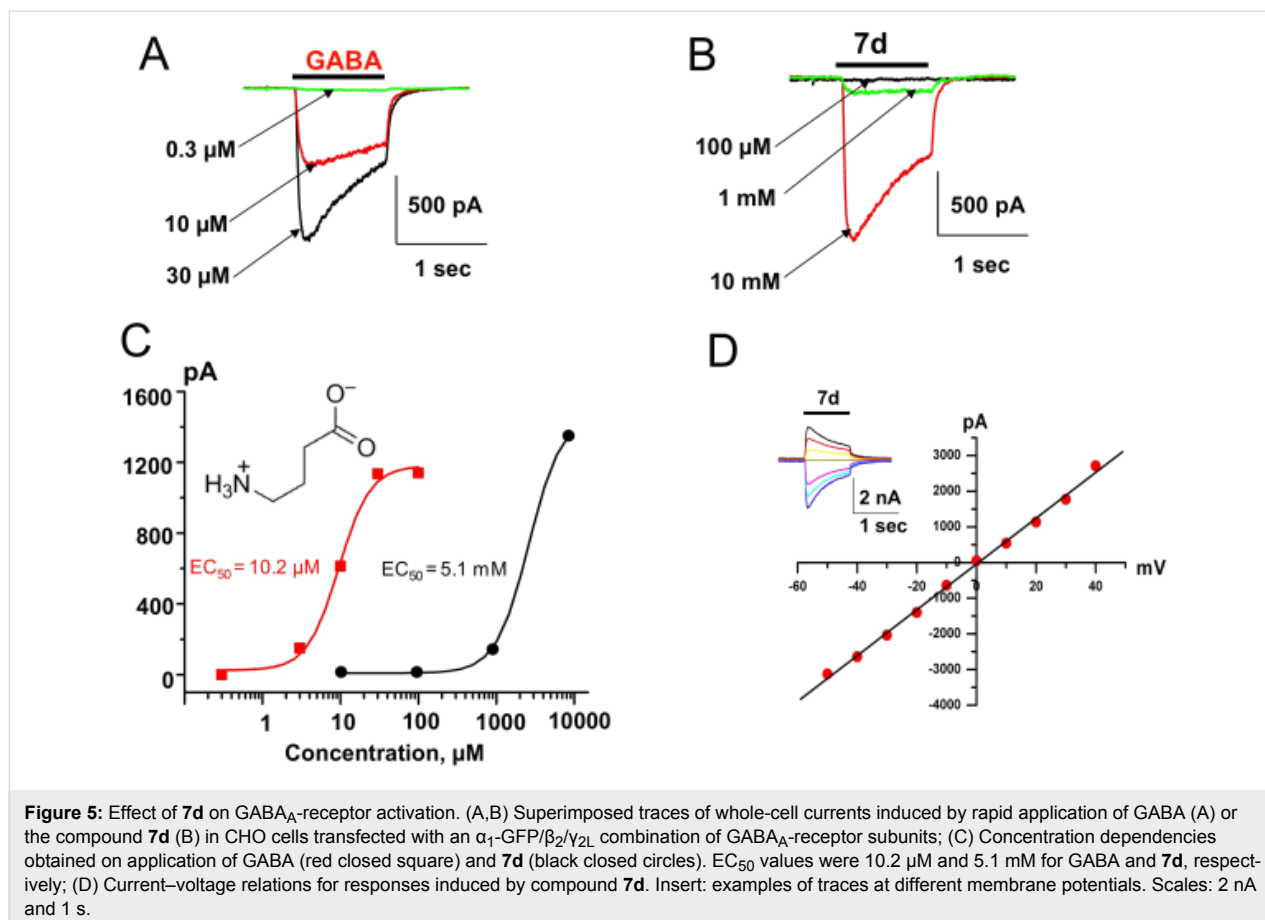 A
GABA
0.3 µM
10 µM
30 µM
500 pA
1 sec
B
7d
100 µM
1 mM
10 mM
500 pA
1 sec
C
pA
1600
1200
800
400
0
O⁻
O
H₃N⁺
EC₅₀ = 10.2 µM
EC₅₀ = 5.1 mM
1 10 100 1000 10000
Concentration, µM
D
7d
2 nA
1 sec
pA
3000
2000
1000
0
-1000
-2000
-3000
-4000
-60 -40 -20 0 20 40
mV
Figure 5: Effect of 7d on GABA_A-receptor activation. (A,B) Superimposed traces of whole-cell currents induced by rapid application of GABA (A) or
the compound 7d (B) in CHO cells transfected with an α₁-GFP/β₂/γ₂L combination of GABA_A-receptor subunits; (C) Concentration dependencies
obtained on application of GABA (red closed square) and 7d (black closed circles). EC₅₀ values were 10.2 µM and 5.1 mM for GABA and 7d, respect-
ively; (D) Current–voltage relations for responses induced by compound 7d. Insert: examples of traces at different membrane potentials. Scales: 2 nA
and 1 s.